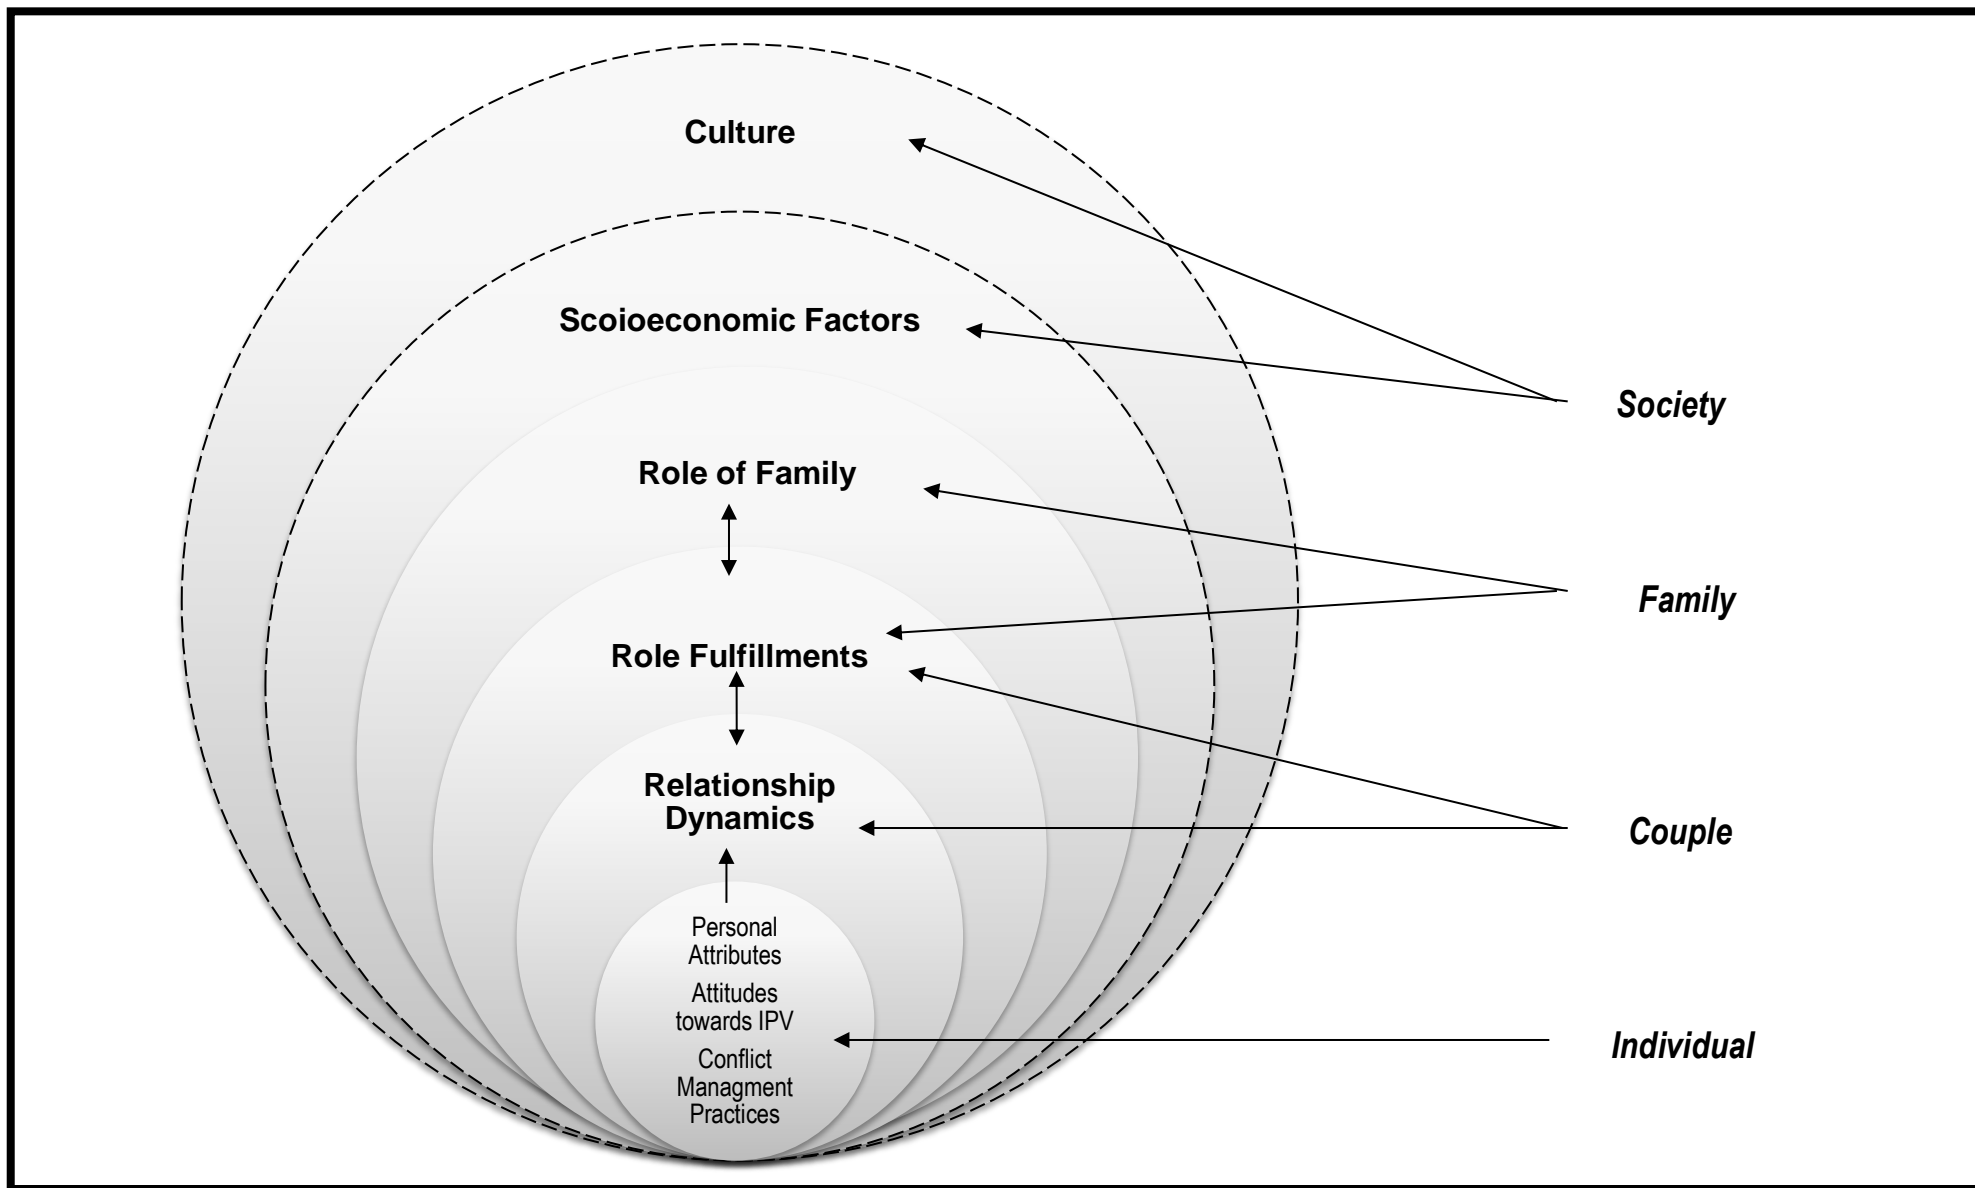 Culture
Scoioeconomic Factors
Society
Role of Family
Family
Role Fulfillments
Relationship
Dynamics
Couple
Personal
Attributes
Attitudes
towards IPV
Conflict
Managment
Practices
Individual